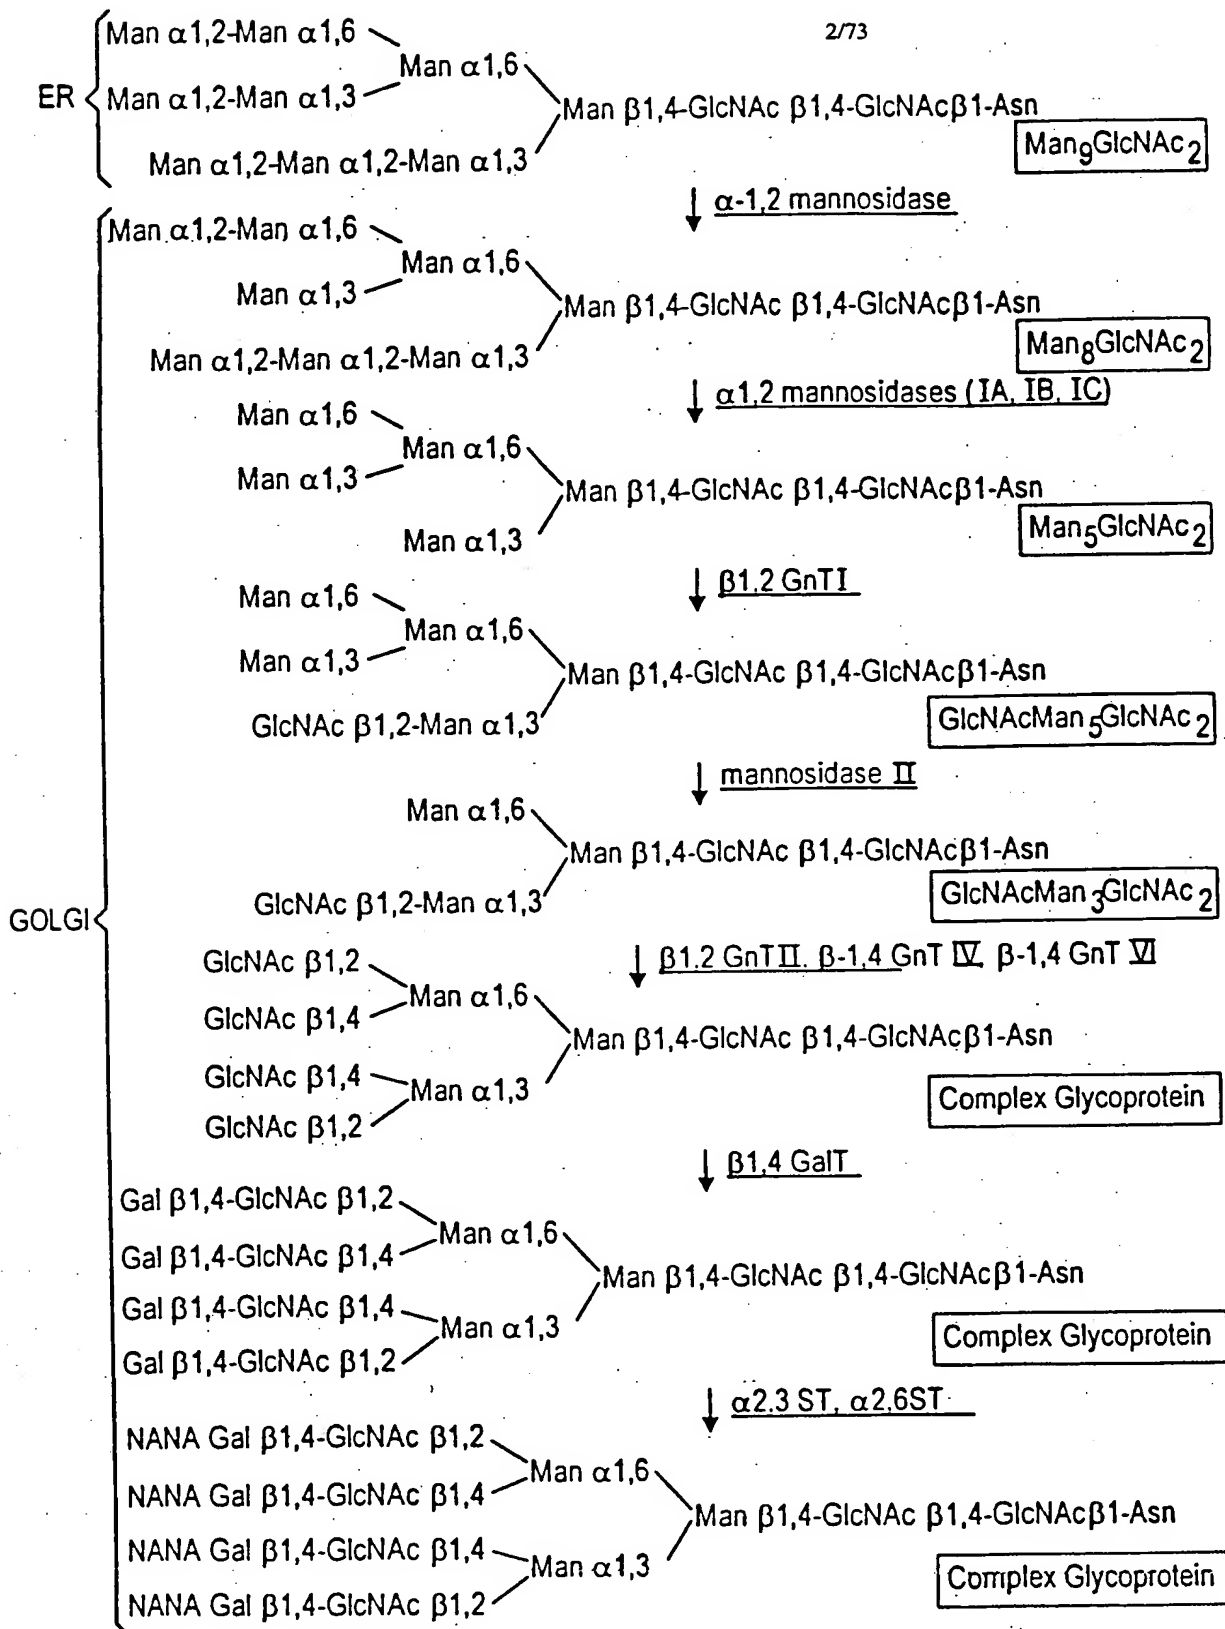 2/73
Man α1,2-Man α1,6
Man α1,6
ER
Man α1,2-Man α1,3
Man β1,4-GlcNAc β1,4-GlcNAcβ1-Asn
Man α1,2-Man α1,2-Man α1,3
Man9GlcNAc2
α-1,2 mannosidase
Man α1,2-Man α1,6
Man α1,6
Man α1,3
Man β1,4-GlcNAc β1,4-GlcNAcβ1-Asn
Man α1,2-Man α1,2-Man α1,3
Man8GlcNAc2
α1,2 mannosidases (IA, IB, IC)
Man α1,6
Man α1,6
Man α1,3
Man β1,4-GlcNAc β1,4-GlcNAcβ1-Asn
Man α1,3
Man5GlcNAc2
β1,2 GnTI
Man α1,6
Man α1,6
Man α1,3
Man β1,4-GlcNAc β1,4-GlcNAcβ1-Asn
GlcNAc β1,2-Man α1,3
GlcNAcMan5GlcNAc2
mannosidase II
Man α1,6
Man β1,4-GlcNAc β1,4-GlcNAcβ1-Asn
GlcNAc β1,2-Man α1,3
GlcNAcMan3GlcNAc2
GOLGI
β1.2 GnTII. β-1,4 GnT IV, β-1,4 GnT VI
GlcNAc β1,2
Man α1,6
GlcNAc β1,4
Man β1,4-GlcNAc β1,4-GlcNAcβ1-Asn
GlcNAc β1,4
Man α1,3
GlcNAc β1,2
Complex Glycoprotein
β1,4 GalT
Gal β1,4-GlcNAc β1,2
Man α1,6
Gal β1,4-GlcNAc β1,4
Man β1,4-GlcNAc β1,4-GlcNAcβ1-Asn
Gal β1,4-GlcNAc β1,4
Man α1,3
Gal β1,4-GlcNAc β1,2
Complex Glycoprotein
α2.3 ST, α2,6ST
NANA Gal β1,4-GlcNAc β1,2
Man α1,6
NANA Gal β1,4-GlcNAc β1,4
Man β1,4-GlcNAc β1,4-GlcNAcβ1-Asn
NANA Gal β1,4-GlcNAc β1,4
Man α1,3
NANA Gal β1,4-GlcNAc β1,2
Complex Glycoprotein